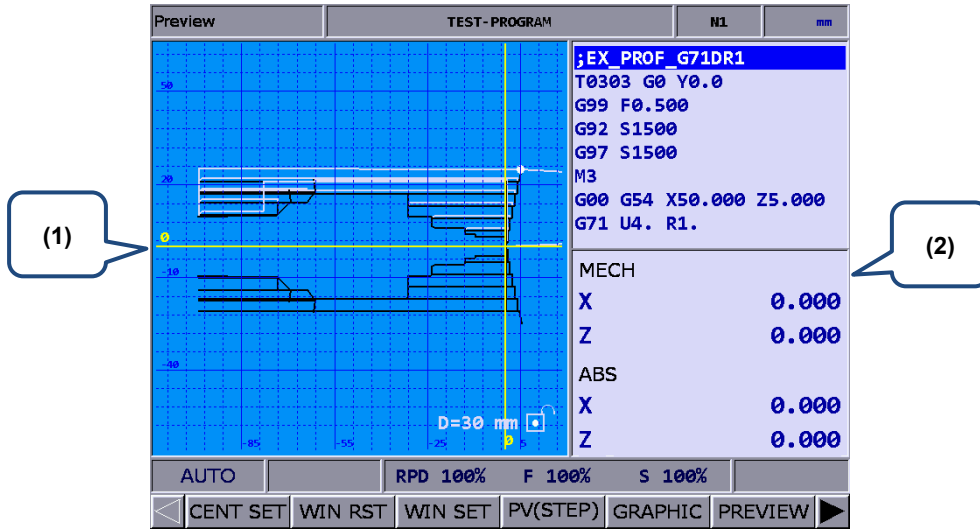 Preview TEST-PROGRAM N1 mm
50
20
0
-10
-40
-85 -55 -25 0 5
D=30 mm
;EX_PROF_G71DR1
T0303 G0 Y0.0
G99 F0.500
G92 S1500
G97 S1500
M3
G00 G54 X50.000 Z5.000
G71 U4. R1.
MECH
X 0.000
Z 0.000
ABS
X 0.000
Z 0.000
(1)
(2)
AUTO RPD 100% F 100% S 100%
CENT SET WIN RST WIN SET PV(STEP) GRAPHIC PREVIEW